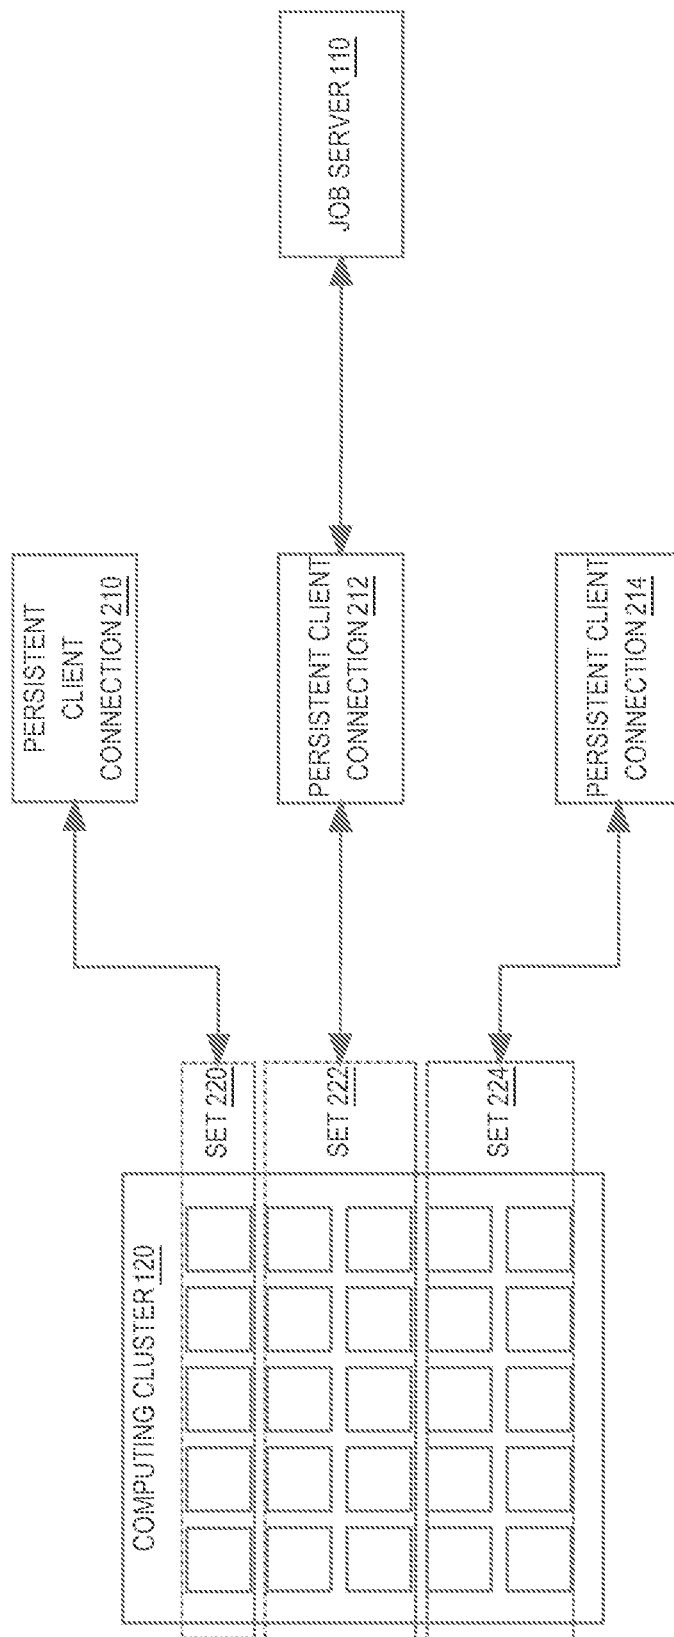 JOB SERVER 110
PERSISTENT
CLIENT
CONNECTION 210
PERSISTENT CLIENT
CONNECTION 212
PERSISTENT CLIENT
CONNECTION 214
SET 220
SET 222
SET 224
COMPUTING CLUSTER 120